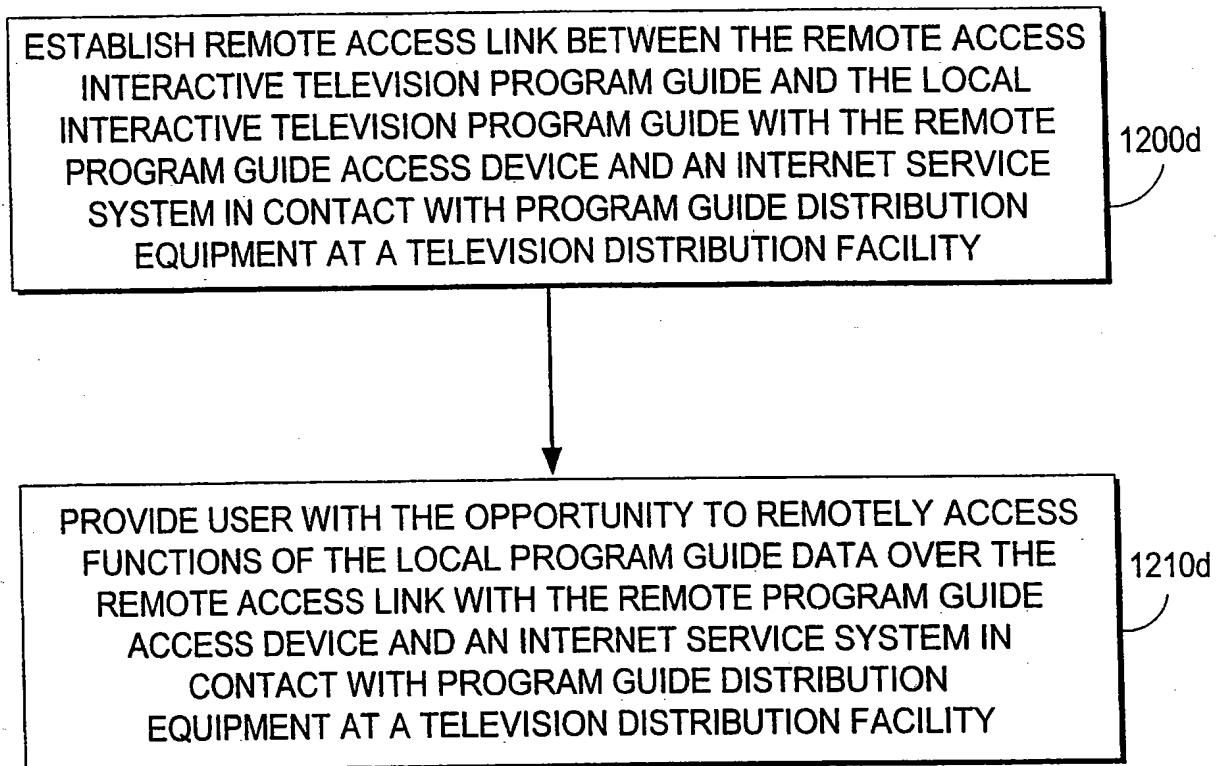 ESTABLISH REMOTE ACCESS LINK BETWEEN THE REMOTE ACCESS
INTERACTIVE TELEVISION PROGRAM GUIDE AND THE LOCAL
INTERACTIVE TELEVISION PROGRAM GUIDE WITH THE REMOTE
PROGRAM GUIDE ACCESS DEVICE AND AN INTERNET SERVICE
SYSTEM IN CONTACT WITH PROGRAM GUIDE DISTRIBUTION
EQUIPMENT AT A TELEVISION DISTRIBUTION FACILITY
1200d
PROVIDE USER WITH THE OPPORTUNITY TO REMOTELY ACCESS
FUNCTIONS OF THE LOCAL PROGRAM GUIDE DATA OVER THE
REMOTE ACCESS LINK WITH THE REMOTE PROGRAM GUIDE
ACCESS DEVICE AND AN INTERNET SERVICE SYSTEM IN
CONTACT WITH PROGRAM GUIDE DISTRIBUTION
EQUIPMENT AT A TELEVISION DISTRIBUTION FACILITY
1210d